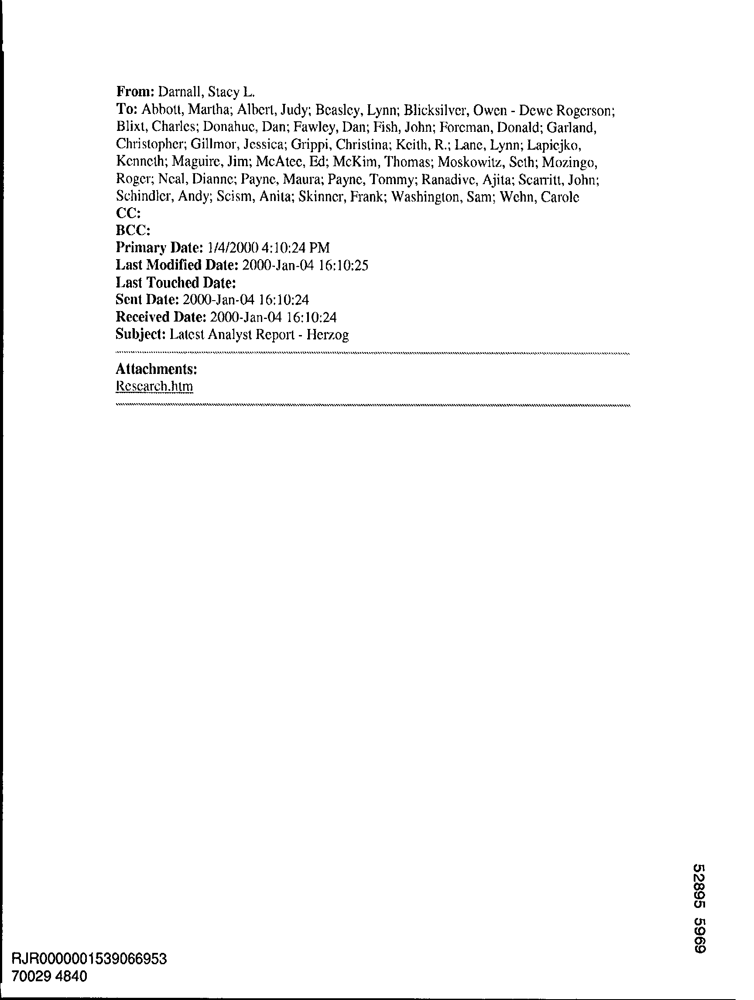 From: Darnall, Stacy L.
To: Abbott, Martha; Albert, Judy; Beasley, Lynn; Blicksilver, Owen - Dewe Rogerson;
Blixt, Charles; Donahue, Dan; Fawley, Dan; Fish, John; Foreman, Donald; Garland,
Christopher; Gillmor, Jessica; Grippi, Christina; Keith, R.; Lane, Lynn; Lapiejko,
Kenneth; Maguire, Jim; McAtee, Ed; McKim, Thomas; Moskowitz, Seth; Mozingo,
Roger; Neal, Dianne; Payne, Maura; Payne, Tommy; Ranadive, Ajita; Scarritt, John;
Schindler, Andy; Scism, Anita; Skinner, Frank; Washington, Sam; Wehn, Carole
CC:
BCC:
Primary Date: 1/4/2000 4:10:24 PM
Last Modified Date: 2000-Jan-04 16:10:25
Last Touched Date:
Sent Date: 2000-Jan-04 16:10:24
Received Date: 2000-Jan-04 16:10:24
Subject: Latest Analyst Report - Herzog
Attachments:
Research.htm
52895 5969
RJR0000001539066953
70029 4840